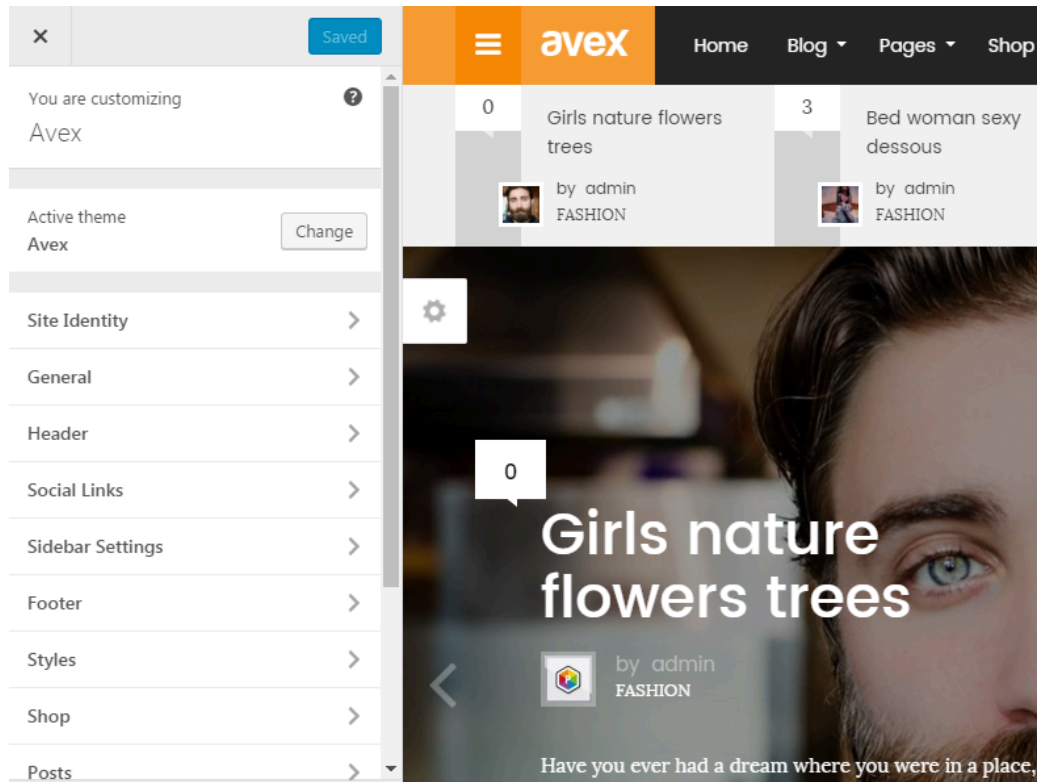 Saved
You are customizing
Avex
Active theme
Avex
Change
Site Identity
General
Header
Social Links
Sidebar Settings
Footer
Styles
Shop
Posts
avex
Home Blog Pages Shop
0
Girls nature flowers
trees
by admin
FASHION
3
Bed woman sexy
dessous
by admin
FASHION
0
Girls nature
flowers trees
by admin
FASHION
Have you ever had a dream where you were in a place,